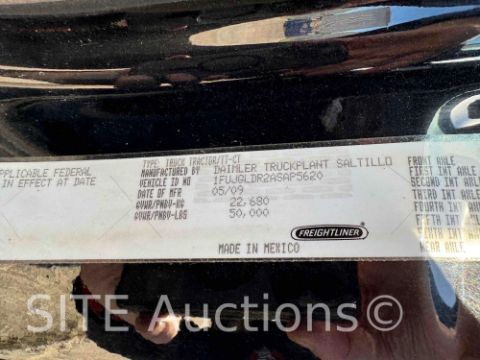 APPLICABLE FEDERAL
IN EFFECT AT DATE
TYPE: TRUCK TRACTOR/TT-CT
MANUFACTURED BY DAIMLER TRUCKPLANT SALTILLO
VEHICLE ID NO 1FUJGLDR2ASAP5620
DATE OF MFR 05/09
GVWR/PNBV-KG 22,680
GVWR/PNBV-LBS 50,000
FREIGHTLINER
MADE IN MEXICO
FRONT AXLE
FIRST INT AXLE
SECOND INT AXLE
THIRD INT AXLE
FOURTH INT AXLE
FIFTH INT AXLE
REAR AXLE
© SITE Auctions.com®